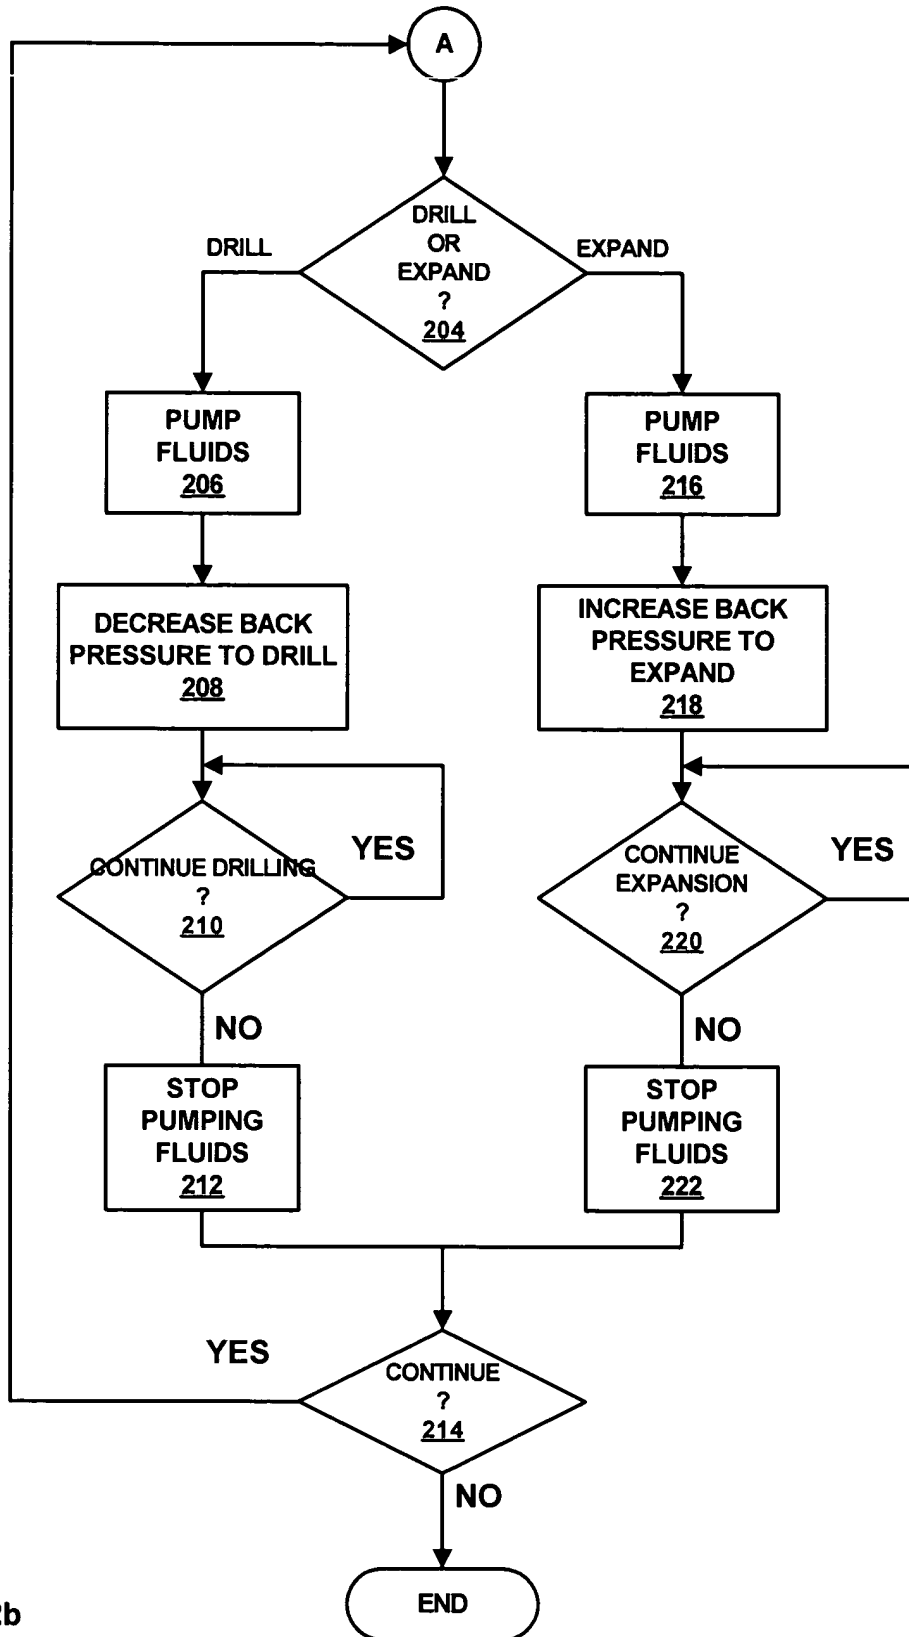 A
DRILL
OR
EXPAND
?
204
DRILL
EXPAND
PUMP
FLUIDS
206
PUMP
FLUIDS
216
DECREASE BACK
PRESSURE TO DRILL
208
INCREASE BACK
PRESSURE TO
EXPAND
218
CONTINUE DRILLING
?
210
YES
CONTINUE
EXPANSION
?
220
YES
NO
NO
STOP
PUMPING
FLUIDS
212
STOP
PUMPING
FLUIDS
222
YES
CONTINUE
?
214
NO
END